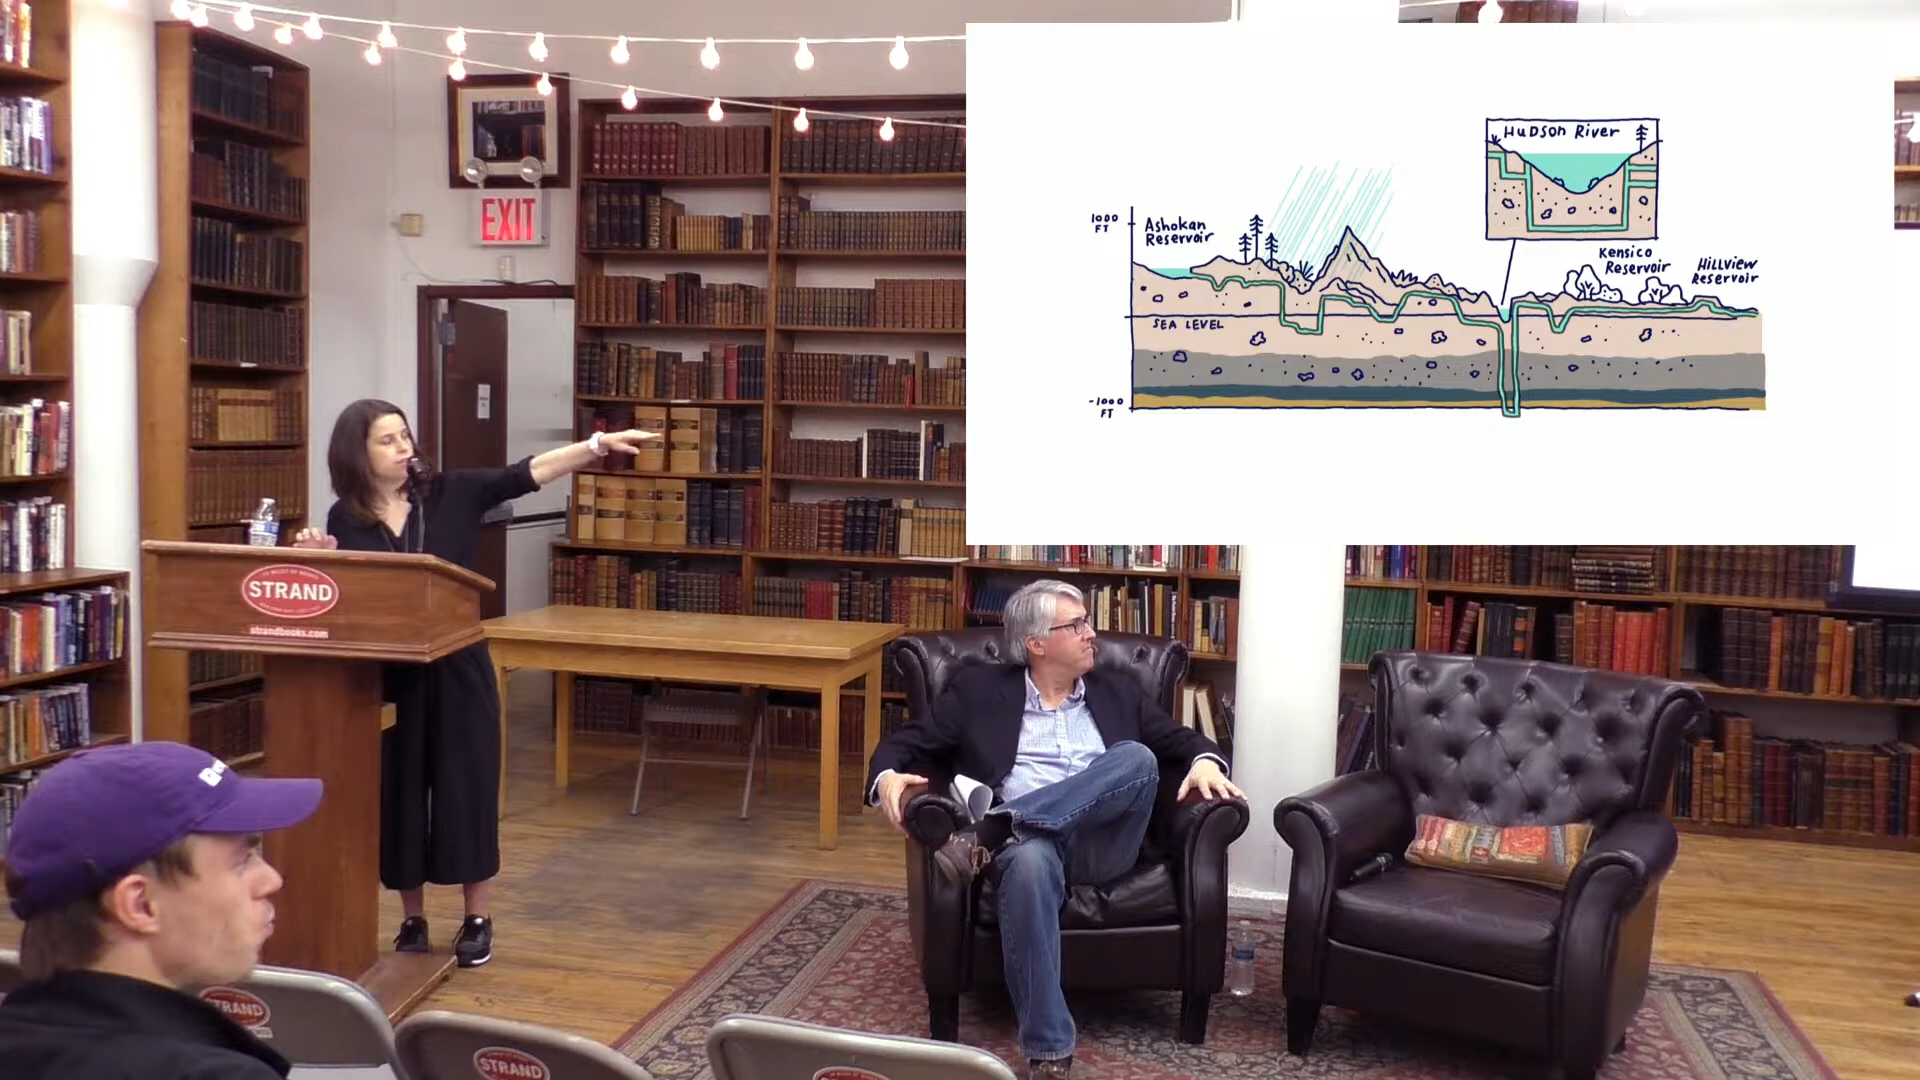 EXIT
Hudson River
1000
FT
Ashokan
Reservoir
Kensico
Reservoir
Hillview
Reservoir
SEA LEVEL
-1000
FT
STRAND
strandbooks.com
STRAND
STRAND